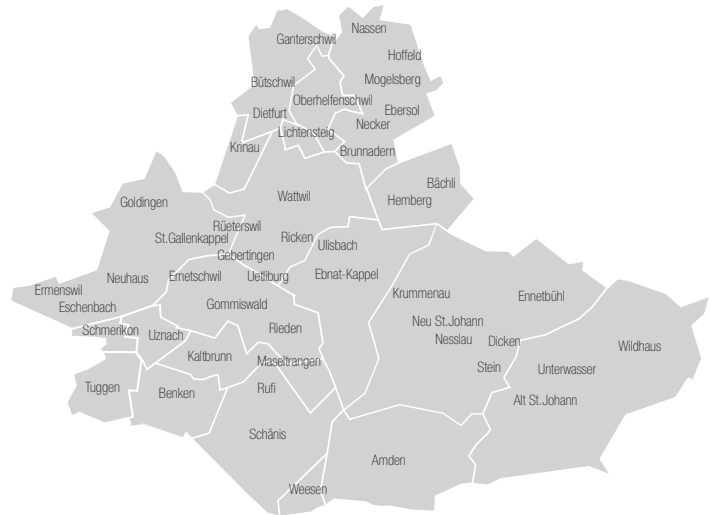 Nassen
Ganterschwil
Hoffeld
Mogelsberg
Bütschwil
Oberhelfenschwil
Ebersol
Dietfurt
Necker
Lichtensteig
Krinau
Brunnadern
Bächli
Wattwil
Hemberg
Goldingen
Rüeterswil
St.Gallenkappel
Ricken
Ulisbach
Gebertingen
Neuhaus
Ernetschwil
Uetliburg
Ebnat-Kappel
Ermenswil
Krummenau
Ennetbühl
Eschenbach
Gommiswald
Neu St.Johann
Schmerikon
Uznach
Rieden
Nesslau
Dicken
Wildhaus
Kaltbrunn
Maseltrangen
Stein
Unterwasser
Tuggen
Benken
Rufi
Alt St.Johann
Schänis
Amden
Weesen